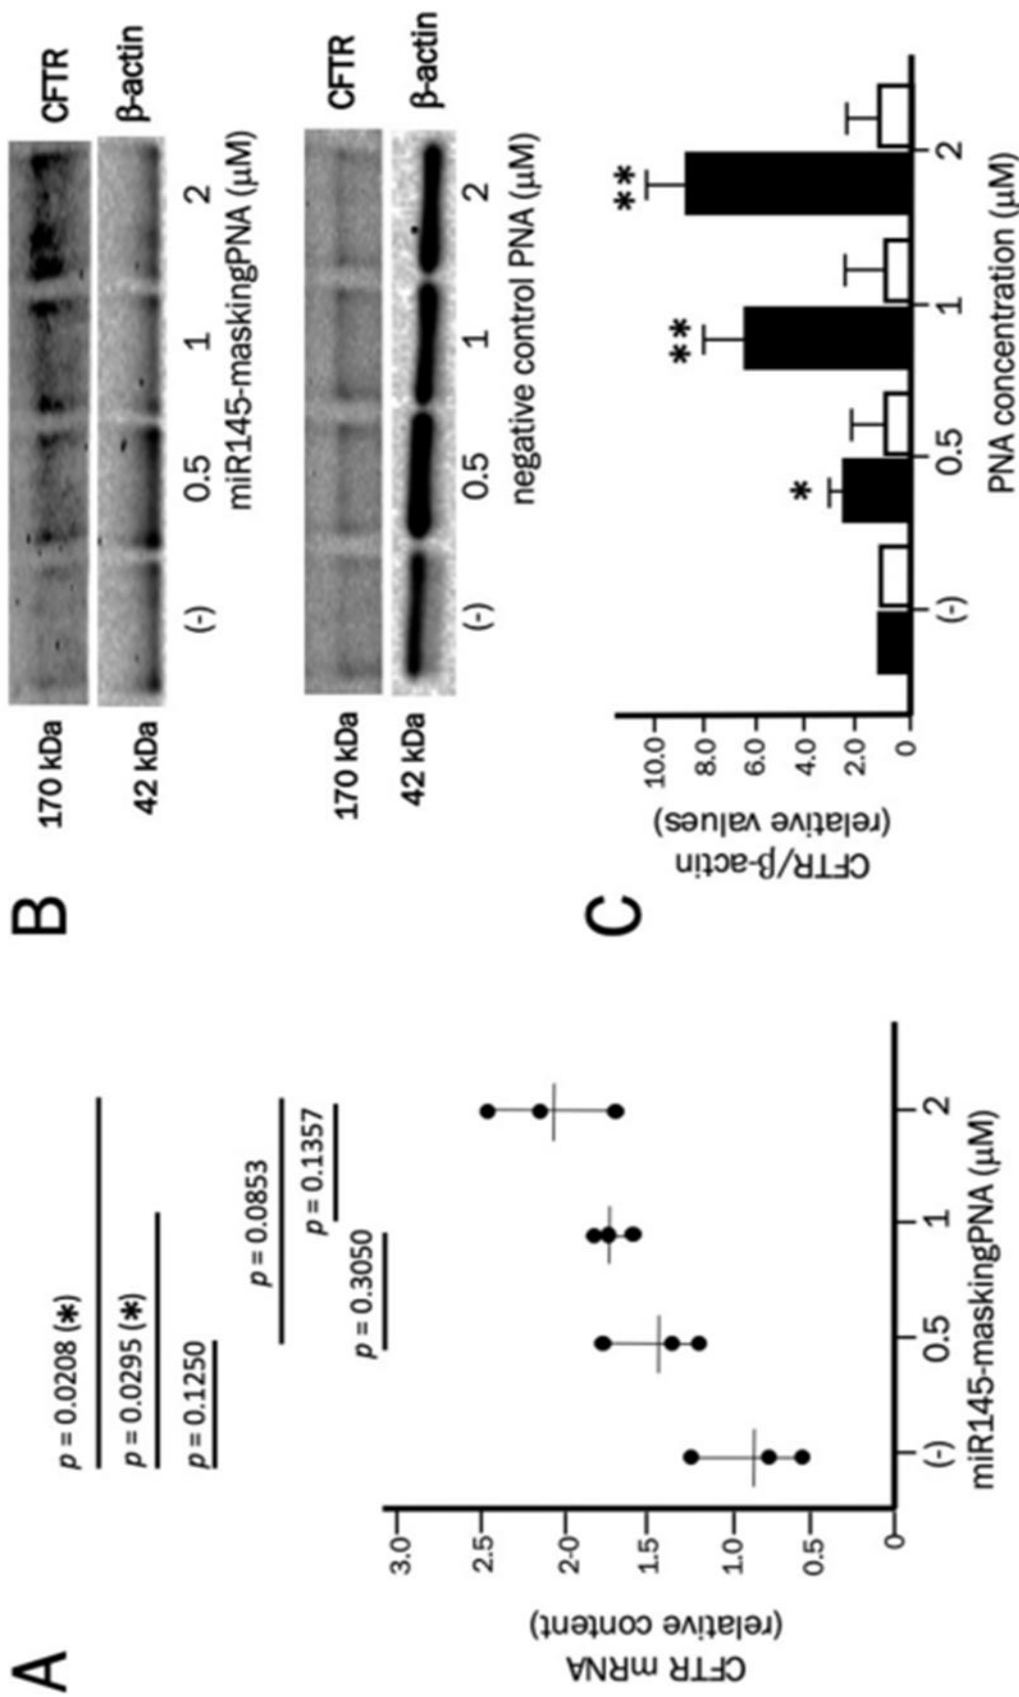 A
p = 0.0208 (*)
p = 0.0295 (*)
p = 0.1250
p = 0.0853
p = 0.1357
p = 0.3050
CFTR mRNA
(relative content)
3.0
2.5
2-0
1.5
1.0
0.5
0
(-) 0.5 1 2
miR145-maskingPNA (μM)
B
170 kDa CFTR
42 kDa β-actin
(-) 0.5 1 2
miR145-maskingPNA (μM)
170 kDa CFTR
42 kDa β-actin
(-) 0.5 1 2
negative control PNA (μM)
C
CFTR/β-actin
(relative values)
10.0
8.0
6.0
4.0
2.0
0
* ** **
(-) 0.5 1 2
PNA concentration (μM)